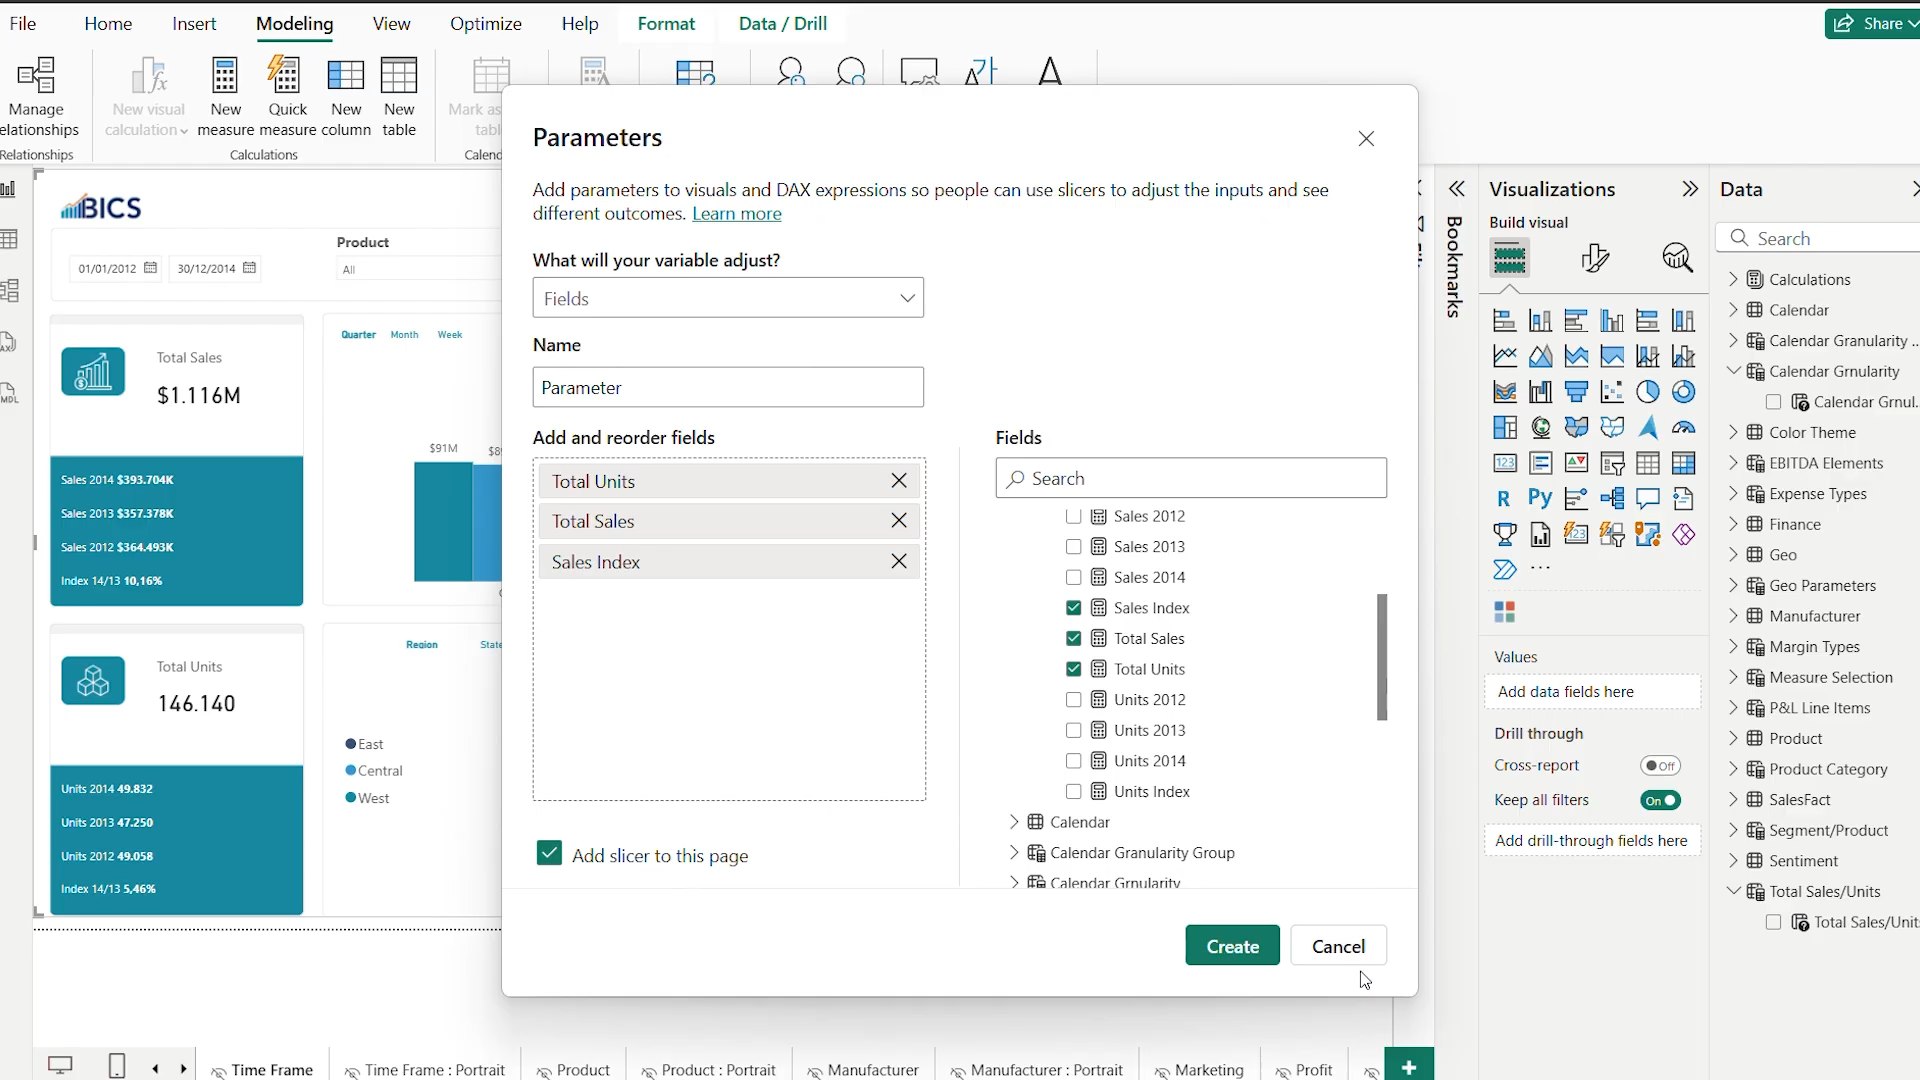 File
Home
Insert
Modeling
View
Optimize
Help
Format
Data / Drill
Share
Manage
elationships
New visual
calculation
New
measure
Quick
measure
New
column
New
table
Mark as
tabl
Relationships
Calculations
Calend
Parameters
Add parameters to visuals and DAX expressions so people can use slicers to adjust the inputs and see
different outcomes. Learn more
What will your variable adjust?
Fields
Name
Parameter
Add and reorder fields
Total Units
Total Sales
Sales Index
Add slicer to this page
Fields
Search
Sales 2012
Sales 2013
Sales 2014
Sales Index
Total Sales
Total Units
Units 2012
Units 2013
Units 2014
Units Index
Calendar
Calendar Granularity Group
Calendar Grnularity
Create
Cancel
BICS
Product
01/01/2012
30/12/2014
All
Total Sales
$1.116M
Sales 2014 $393.704K
Sales 2013 $357.378K
Sales 2012 $364.493K
Index 14/13 10,16%
Quarter
Month
Week
$91M
$8
Total Units
146.140
Units 2014 49.832
Units 2013 47.250
Units 2012 49.058
Index 14/13 5,46%
Region
State
East
Central
West
Bookmarks
Visualizations
Build visual
123
R
Py
123
Values
Add data fields here
Drill through
Cross-report
Off
Keep all filters
On
Add drill-through fields here
Data
Search
Calculations
Calendar
Calendar Granularity ...
Calendar Grnularity
Calendar Grnul...
Color Theme
EBITDA Elements
Expense Types
Finance
Geo
Geo Parameters
Manufacturer
Margin Types
Measure Selection
P&L Line Items
Product
Product Category
SalesFact
Segment/Product
Sentiment
Total Sales/Units
Total Sales/Units
Time Frame
Time Frame : Portrait
Product
Product : Portrait
Manufacturer
Manufacturer : Portrait
Marketing
Profit